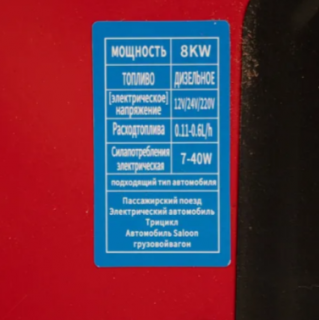 МОЩНОСТЬ 8KW
ТОПЛИВО ДИЗЕЛЬНОЕ
[электрическое] напряжение 12V/24V/220V
Расходтоплива 0.11-0.6L/h
Силапотребления электрическая 7-40W
подходящий тип автомобиля
Пассажирский поезд
Электрический автомобиль
Трицикл
Автомобиль Saloon
грузовойвагон